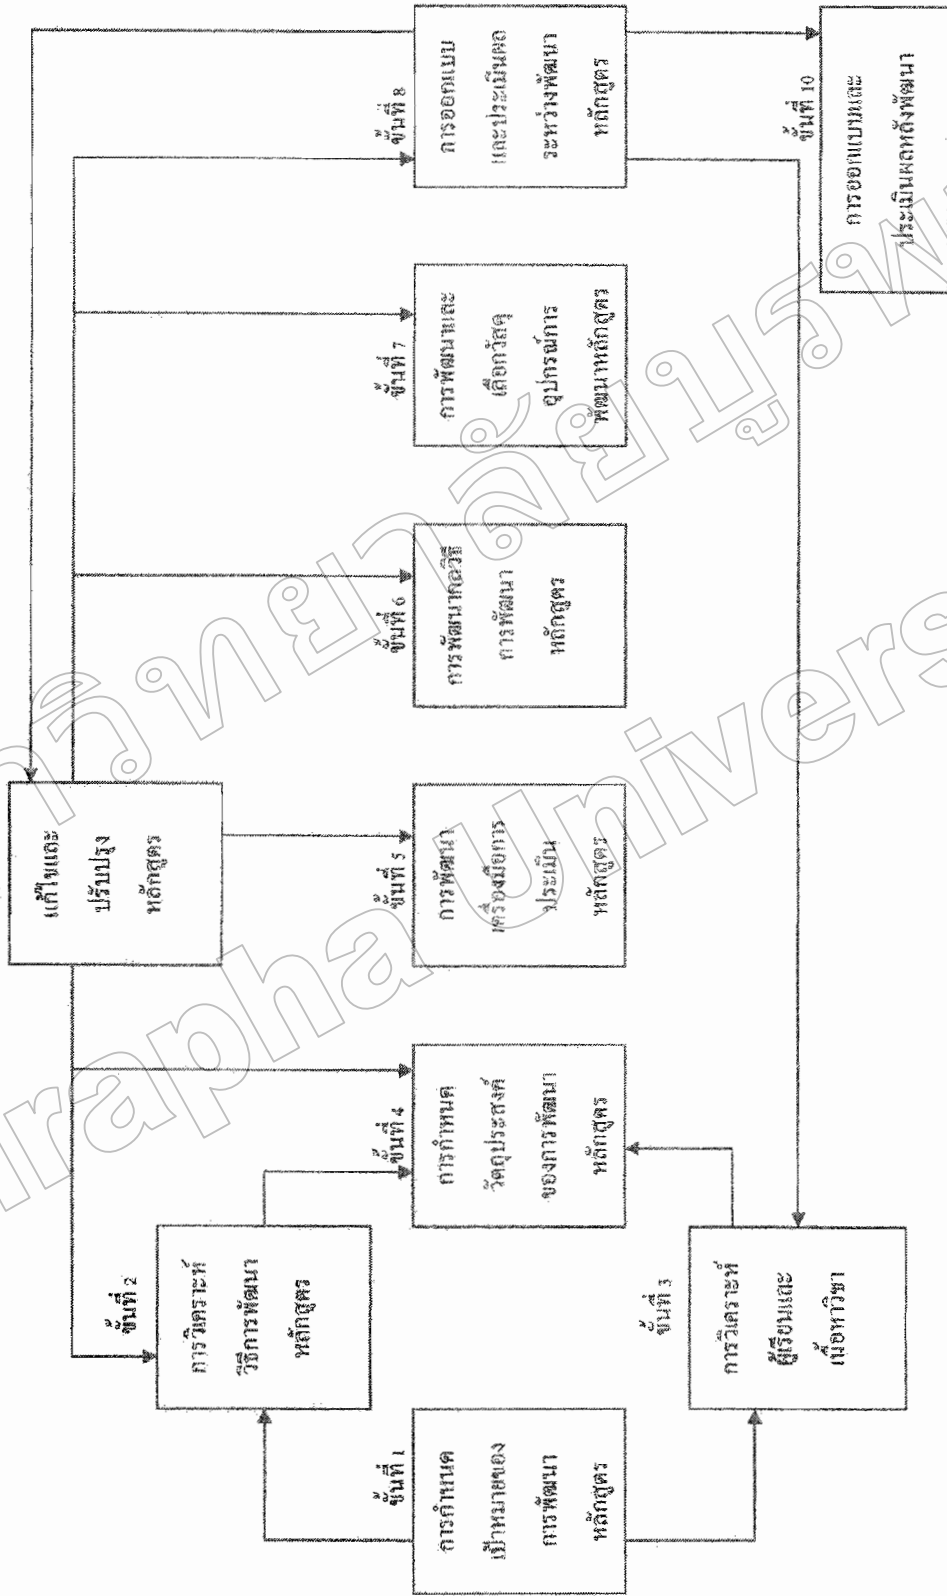 แก้ไขและ
ปรับปรุง
หลักสูตร
ขั้นที่ 1
การกำหนด
เป้าหมายของ
การพัฒนา
หลักสูตร
ขั้นที่ 2
การวิเคราะห์
วิธีการพัฒนา
หลักสูตร
ขั้นที่ 3
การวิเคราะห์
ผู้เรียนและ
เนื้อหาวิชา
ขั้นที่ 4
การกำหนด
วัตถุประสงค์
ของการพัฒนา
หลักสูตร
ขั้นที่ 5
การพัฒนา
เครื่องมือการ
ประเมิน
หลักสูตร
ขั้นที่ 6
การพัฒนากลวิธี
การพัฒนา
หลักสูตร
ขั้นที่ 7
การพัฒนาและ
เลือกวัสดุ
อุปกรณ์การ
พัฒนาหลักสูตร
ขั้นที่ 8
การออกแบบ
และประเมินผล
ระหว่างพัฒนา
หลักสูตร
ขั้นที่ 10
การออกแบบและ
ประเมินผลหลังพัฒนา